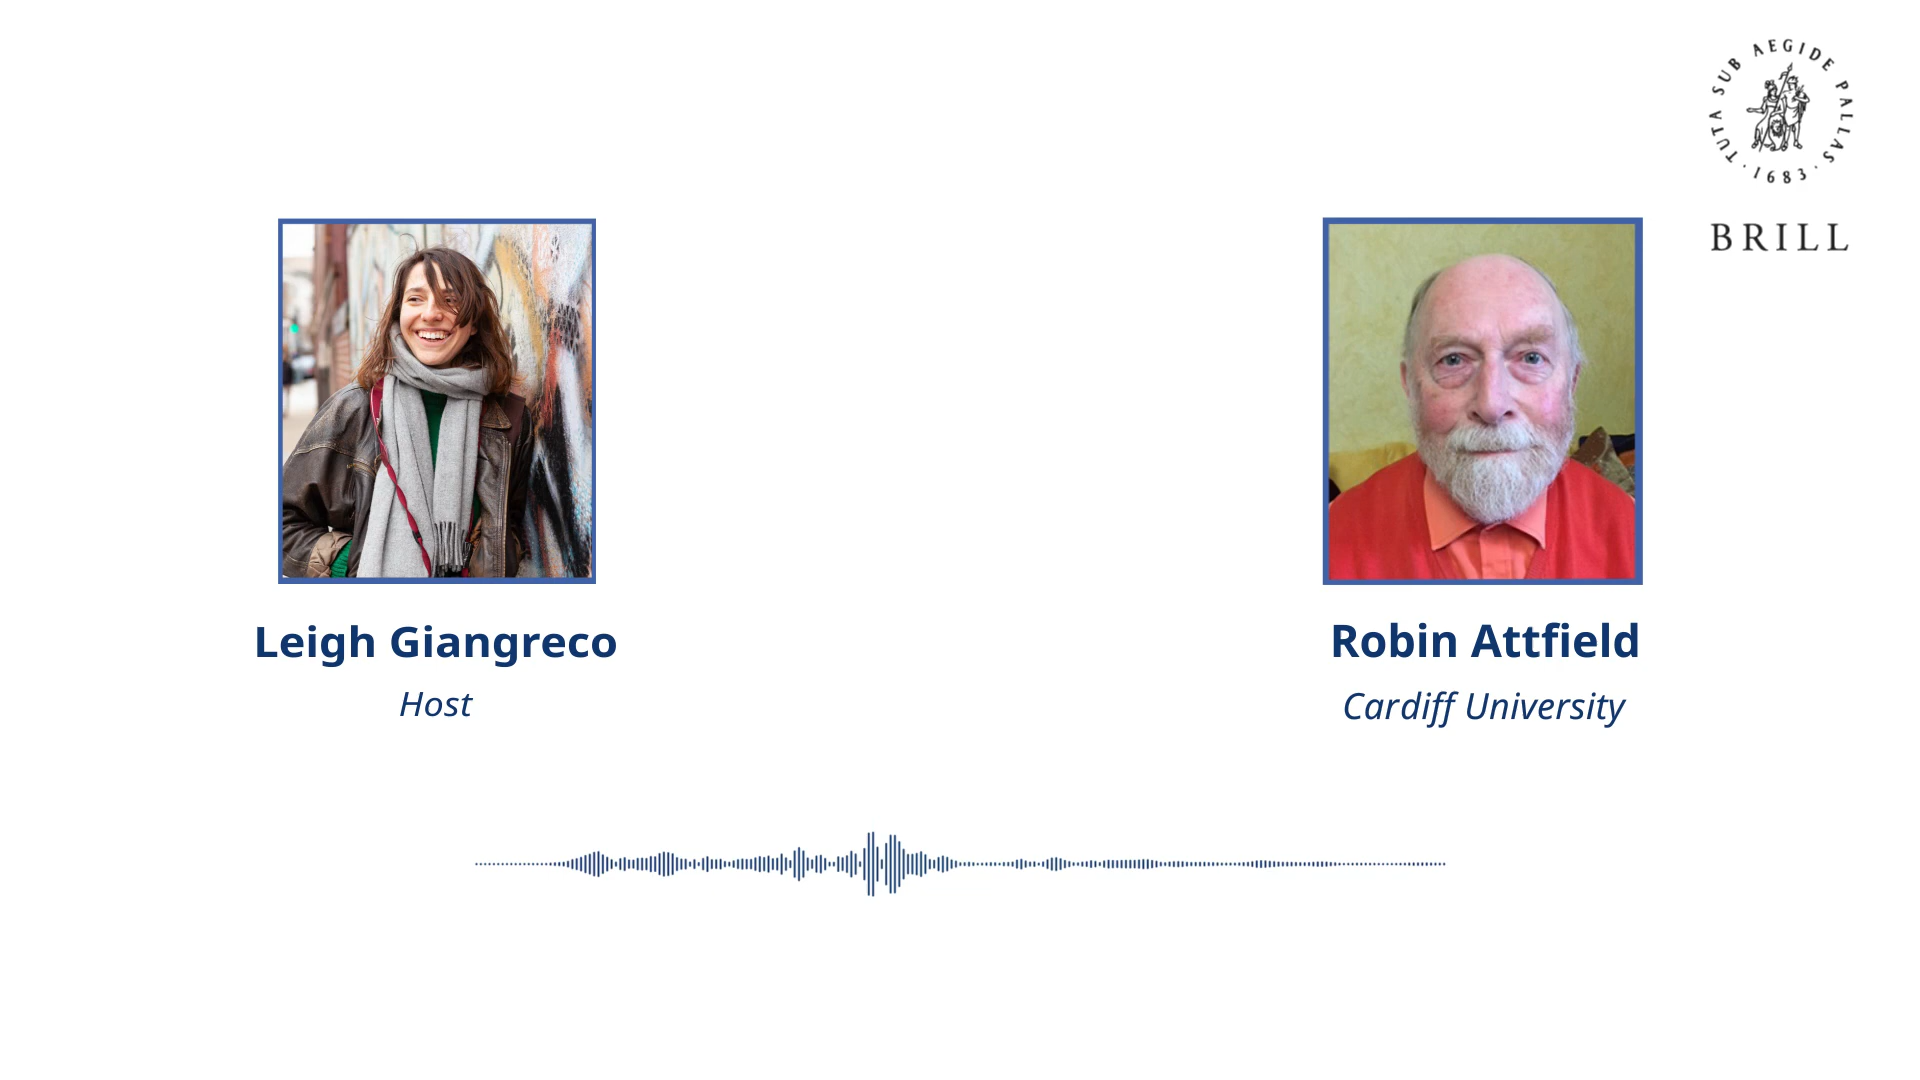 TUTA SUB AEGIDE PALLAS · 1683 ·
BRILL
Leigh Giangreco
Host
Robin Attfield
Cardiff University